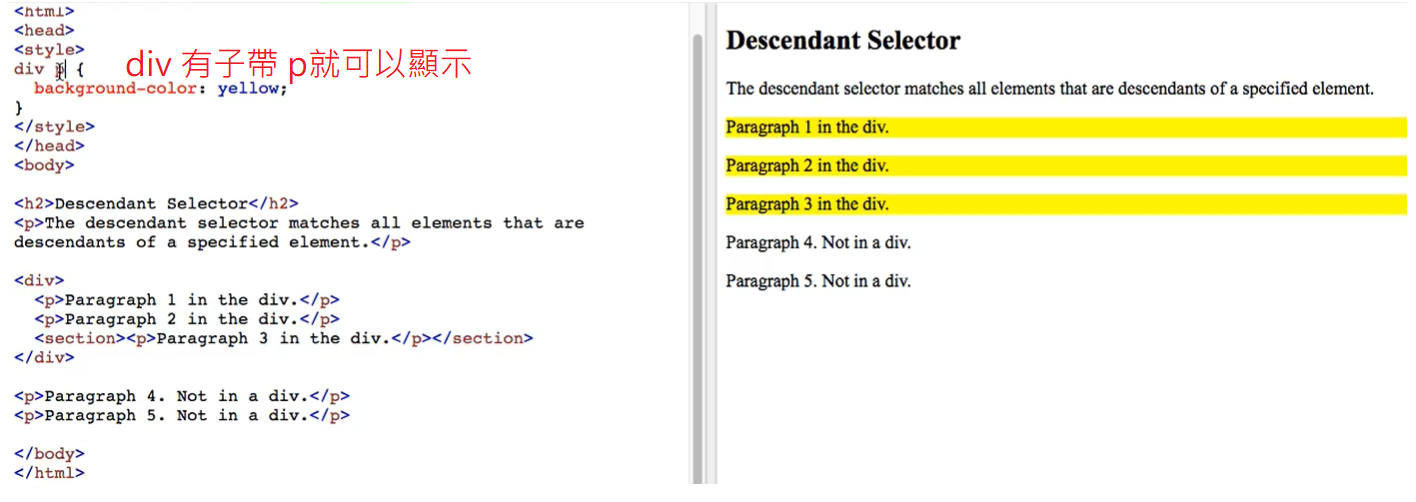 <html>
<head>
<style>
div p {
background-color: yellow;
}
</style>
</head>
<body>
<h2>Descendant Selector</h2>
<p>The descendant selector matches all elements that are
descendants of a specified element.</p>
<div>
<p>Paragraph 1 in the div.</p>
<p>Paragraph 2 in the div.</p>
<section><p>Paragraph 3 in the div.</p></section>
</div>
<p>Paragraph 4. Not in a div.</p>
<p>Paragraph 5. Not in a div.</p>
</body>
</html>
div 有子帶 p就可以顯示
Descendant Selector
The descendant selector matches all elements that are descendants of a specified element.
Paragraph 1 in the div.
Paragraph 2 in the div.
Paragraph 3 in the div.
Paragraph 4. Not in a div.
Paragraph 5. Not in a div.